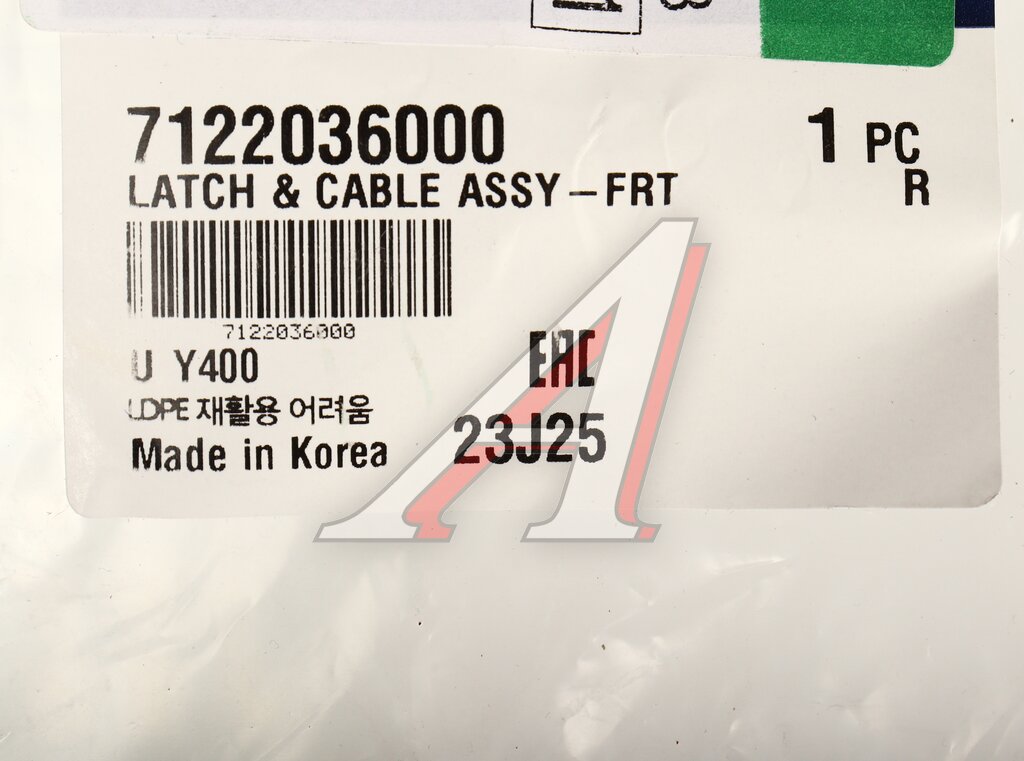 7122036000
1 PC
LATCH & CABLE ASSY-FRT
R
7122036000
U Y400
EAC
LDPE 재활용 어려움
23J25
Made in Korea